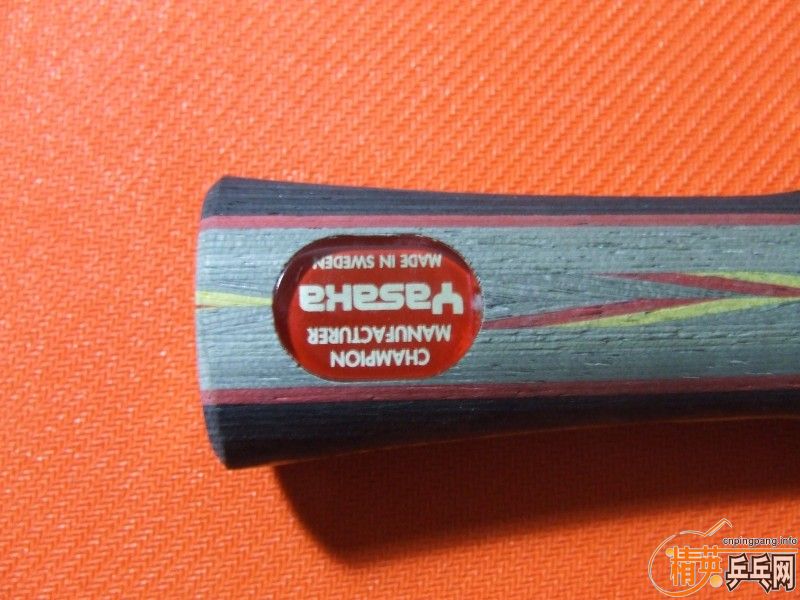 CHAMPION
MANUFACTURER
Yasaka
MADE IN SWEDEN
cnpingpang.info
精英乒乓网